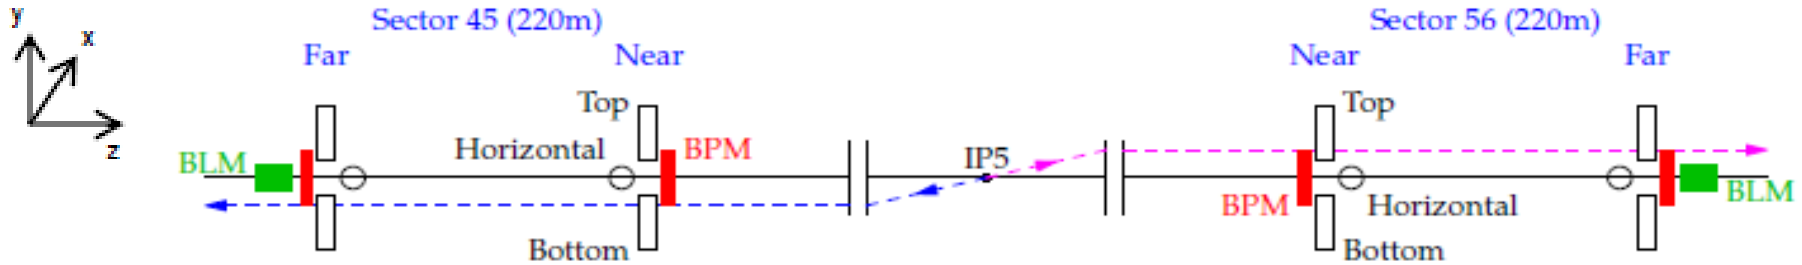 y
x
z
Sector 45 (220m)
Sector 56 (220m)
Far
Near
Near
Far
Top
Top
BLM
Horizontal
BPM
IP5
BPM
Horizontal
BLM
Bottom
Bottom